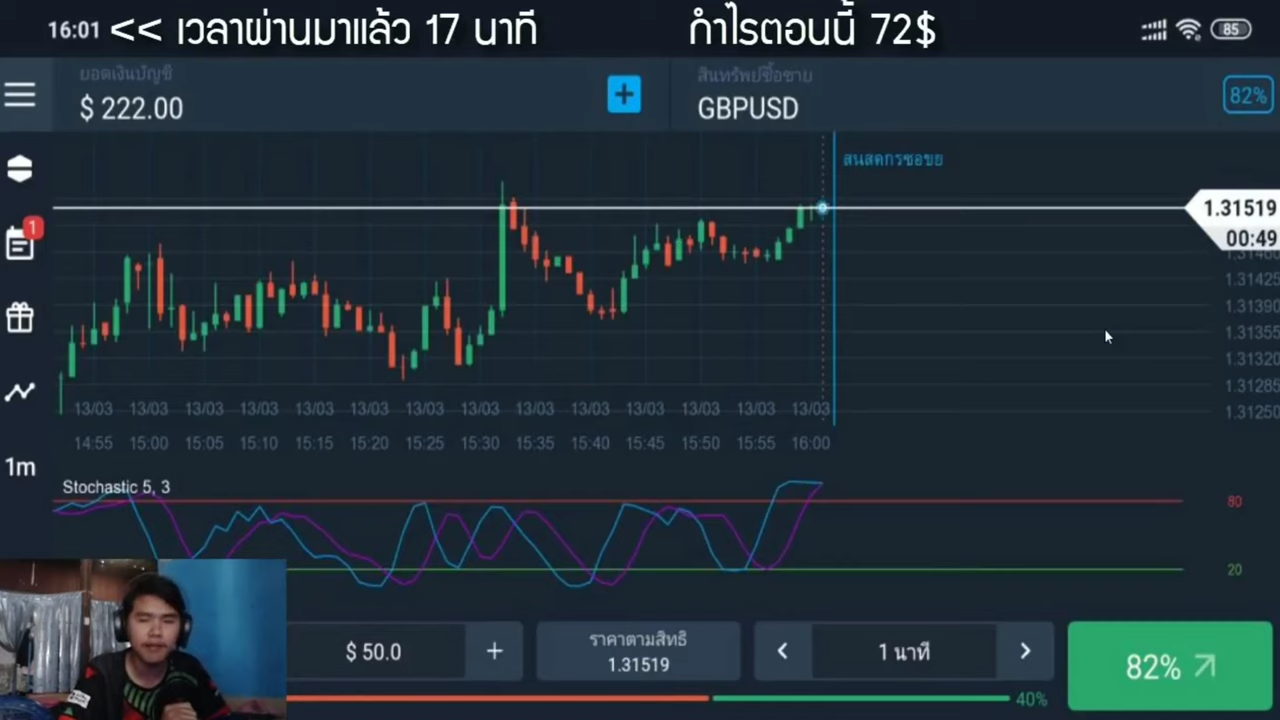 16:01 << เวลาผ่านมาแล้ว 17 นาที กำไรตอนนี้ 72$ 85
ยอดเงินบัญชี สินทรัพย์ซื้อขาย
$ 222.00 + GBPUSD 82%
สนสดกรซอขย
1.31519
1
00:49
1.31460
1.31425
1.31390
1.31355
1.31320
1.31285
1.31250
13/03 13/03 13/03 13/03 13/03 13/03 13/03 13/03 13/03 13/03 13/03 13/03 13/03 13/03
14:55 15:00 15:05 15:10 15:15 15:20 15:25 15:30 15:35 15:40 15:45 15:50 15:55 16:00
1m
Stochastic 5, 3
80
20
$ 50.0 + ราคาตามสิทธิ < 1 นาที > 82%
1.31519
40%